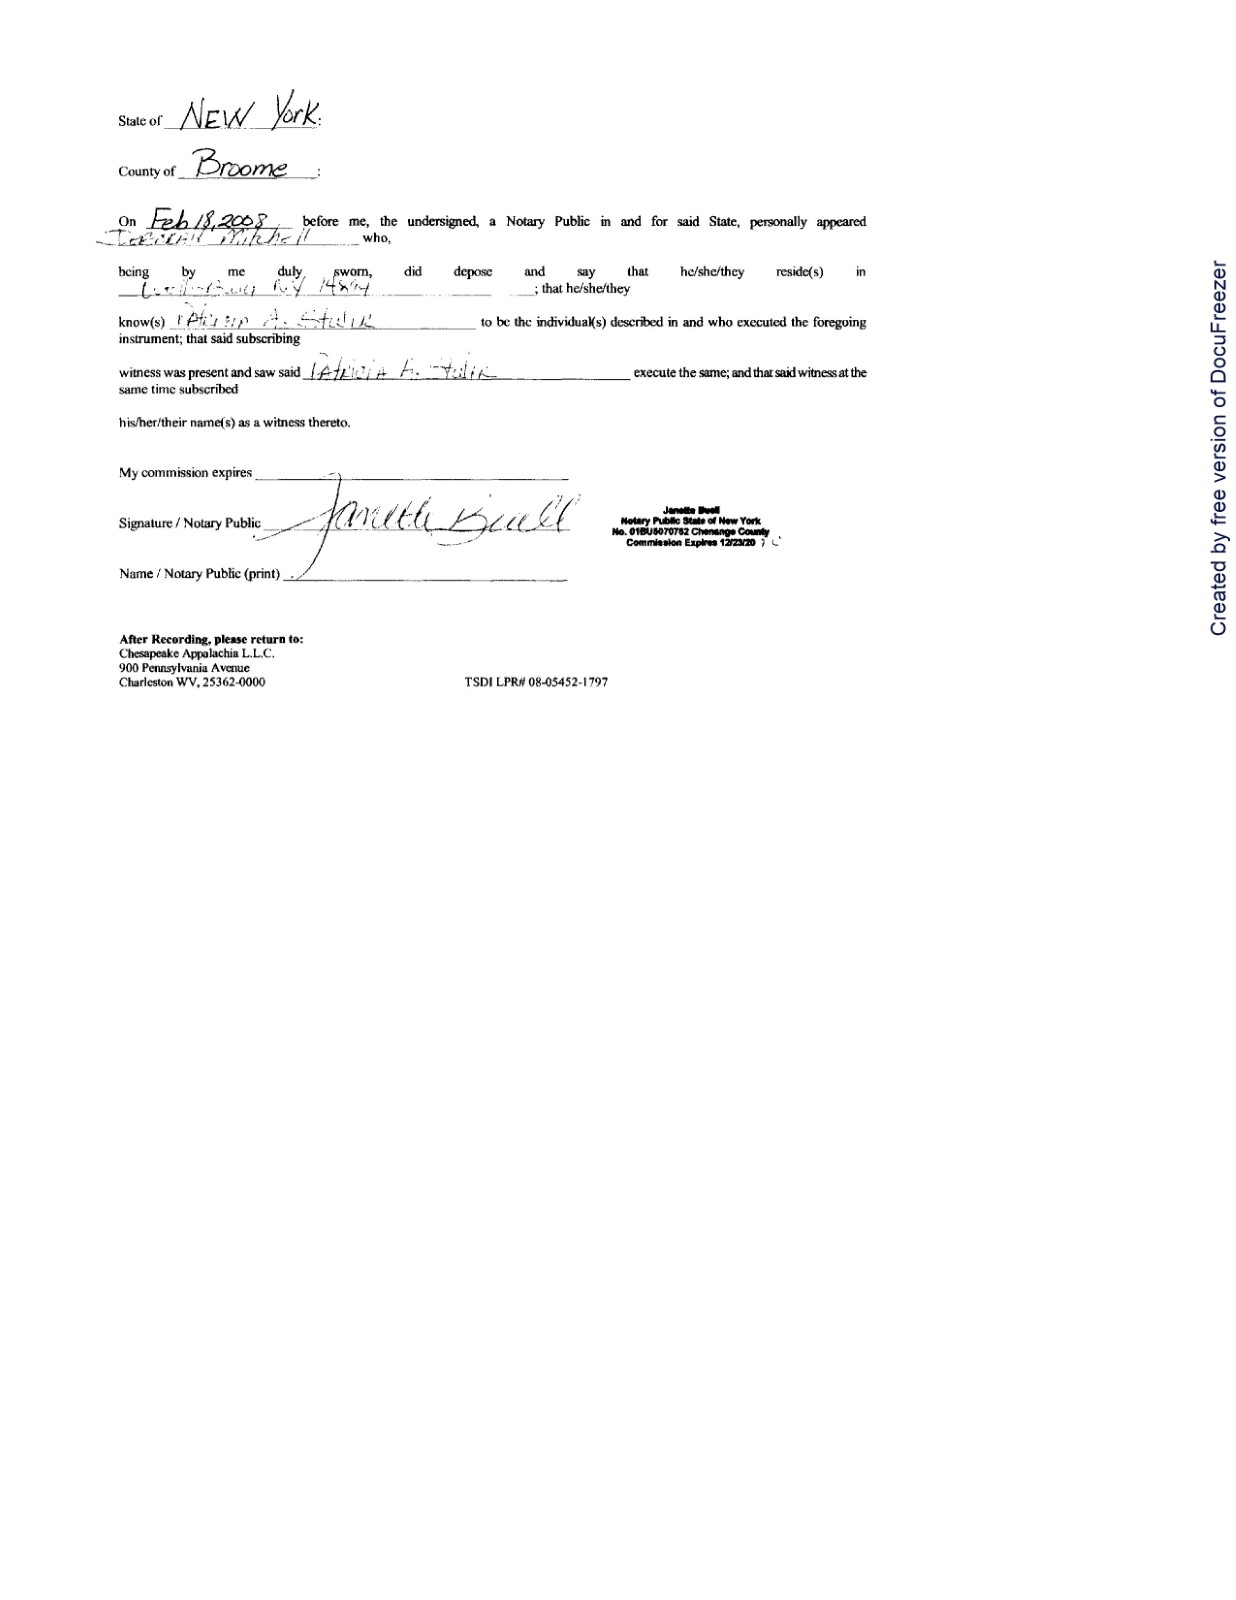 State of NEW York:
County of Broome :
On Feb 18, 2008 before me, the undersigned, a Notary Public in and for said State, personally appeared
Mitchell who,
being by me duly sworn, did depose and say that he/she/they reside(s) in
NY ; that he/she/they
know(s) A. to be the individual(s) described in and who executed the foregoing
instrument; that said subscribing
witness was present and saw said Patricia A. execute the same; and that said witness at the
same time subscribed
his/her/their name(s) as a witness thereto.
My commission expires
Signature / Notary Public Janette Buell
Janette Buell
Notary Public State of New York
No. 01BU5070762 Chenango County
Commission Expires 12/23/20
Name / Notary Public (print)
After Recording, please return to:
Chesapeake Appalachia L.L.C.
900 Pennsylvania Avenue
Charleston WV, 25362-0000 TSDI LPR# 08-05452-1797
Created by free version of DocuFreezer